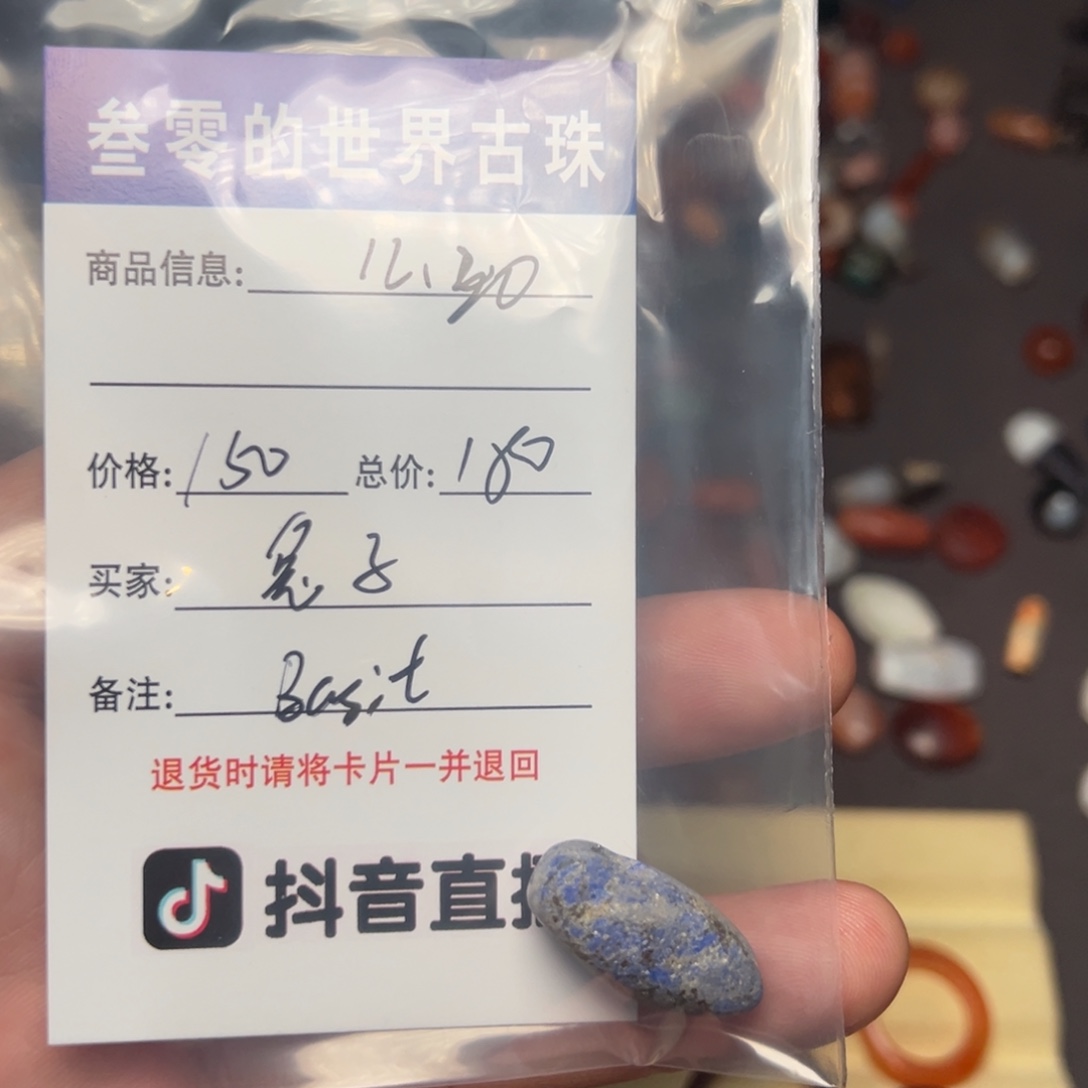 叁零的世界古珠
商品信息: 12.30
价格: 150 总价: 180
买家: 兔子
备注: Basit
退货时请将卡片一并退回
抖音直播